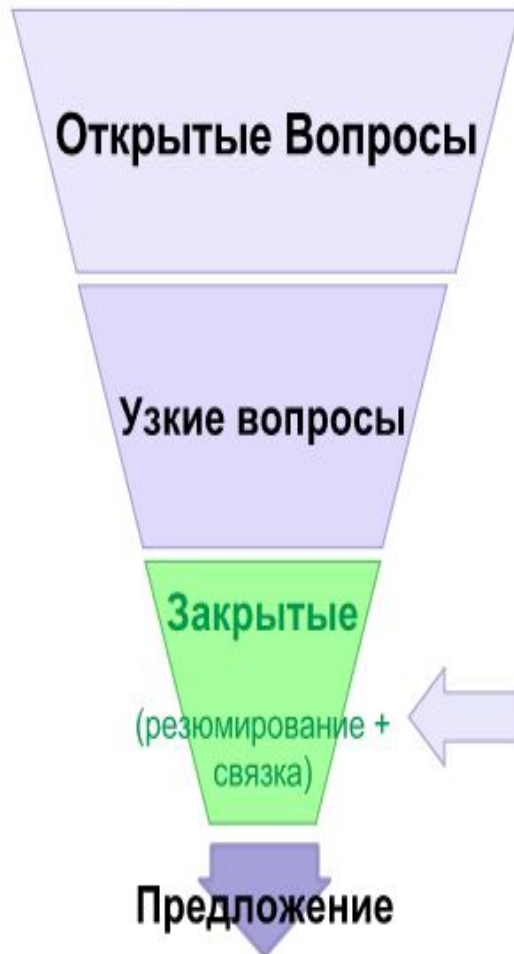 Открытые Вопросы
Узкие вопросы
Закрытые
(резюмирование +
связка)
Предложение